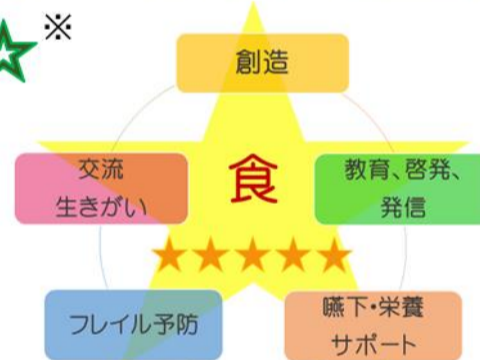 ※
創造
食
交流
生きがい
教育、啓発、
発信
★★★★★
フレイル予防
嚥下・栄養
サポート